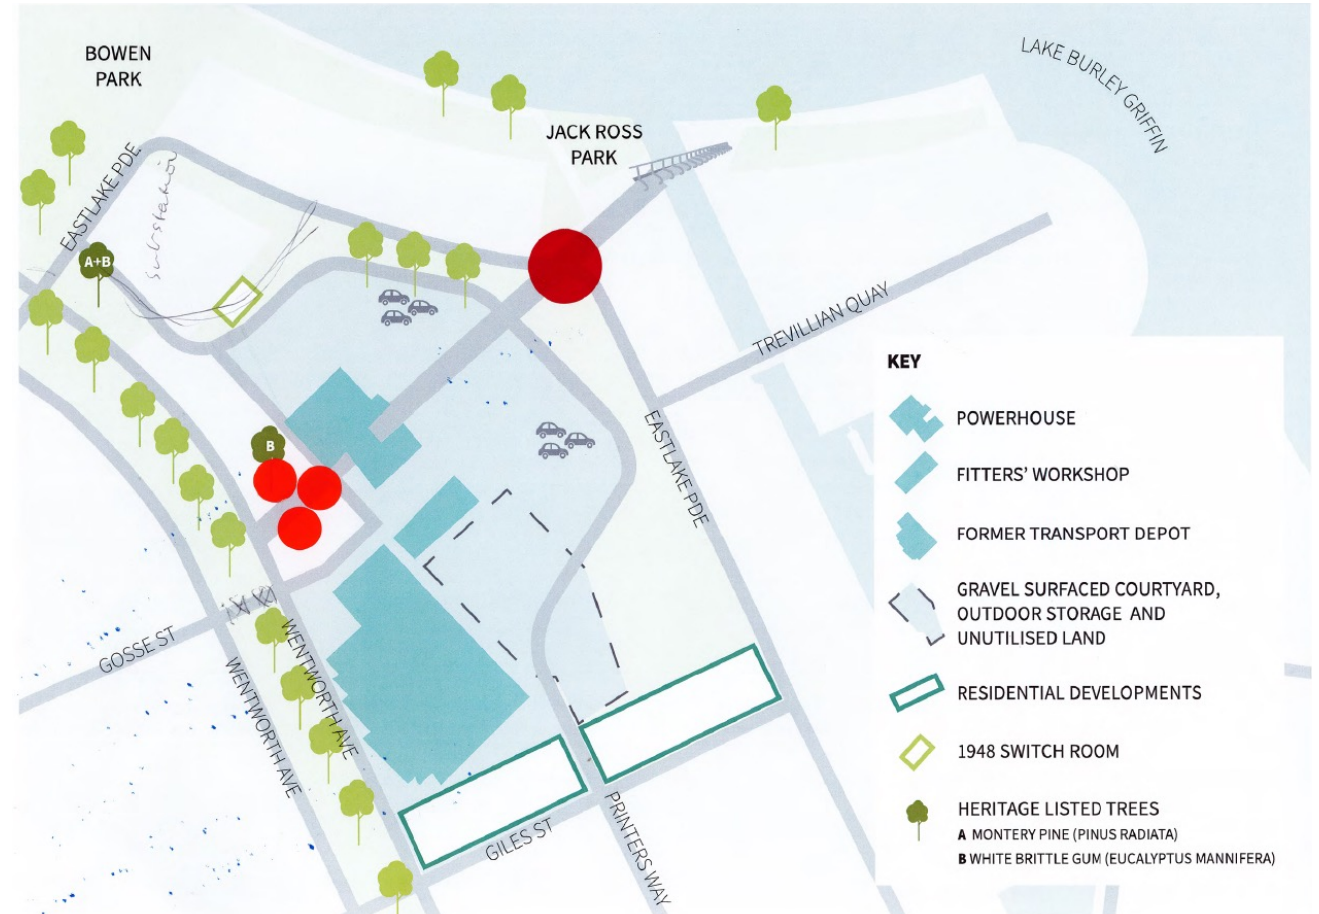 BOWEN
PARK
LAKE BURLEY GRIFFIN
JACK ROSS
PARK
EASTLAKE PDE
Substation
A+B
TREVILLIAN QUAY
B
EASTLAKE PDE
GOSSE ST
WENTWORTH AVE
WENTWORTH AVE
GILES ST
PRINTERS WAY
KEY
POWERHOUSE
FITTERS' WORKSHOP
FORMER TRANSPORT DEPOT
GRAVEL SURFACED COURTYARD,
OUTDOOR STORAGE AND
UNUTILISED LAND
RESIDENTIAL DEVELOPMENTS
1948 SWITCH ROOM
HERITAGE LISTED TREES
A MONTERY PINE (PINUS RADIATA)
B WHITE BRITTLE GUM (EUCALYPTUS MANNIFERA)